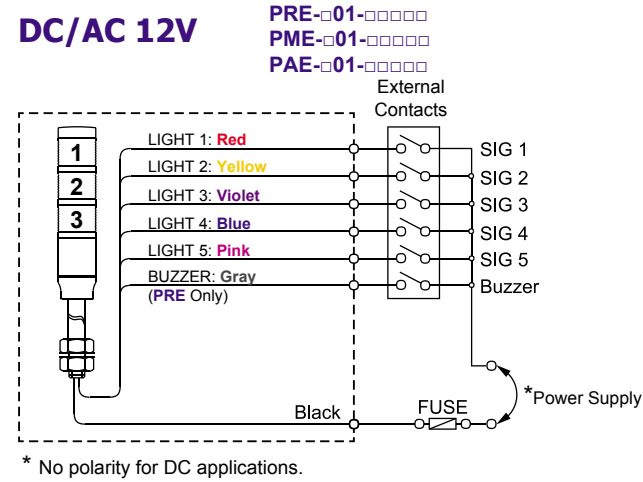 DC/AC 12V
PRE-□01-□□□□□
PME-□01-□□□□□
PAE-□01-□□□□□
External
Contacts
1
2
3
LIGHT 1: Red
LIGHT 2: Yellow
LIGHT 3: Violet
LIGHT 4: Blue
LIGHT 5: Pink
BUZZER: Gray
(PRE Only)
SIG 1
SIG 2
SIG 3
SIG 4
SIG 5
Buzzer
Black
FUSE
*Power Supply
* No polarity for DC applications.